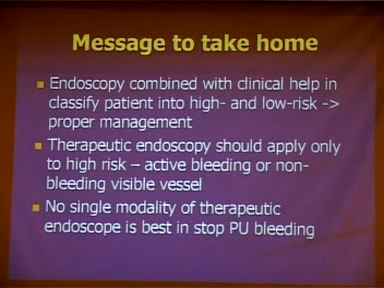 Message to take home
Endoscopy combined with clinical help in
classify patient into high- and low-risk ->
proper management
Therapeutic endoscopy should apply only
to high risk – active bleeding or non-
bleeding visible vessel
No single modality of therapeutic
endoscope is best in stop PU bleeding